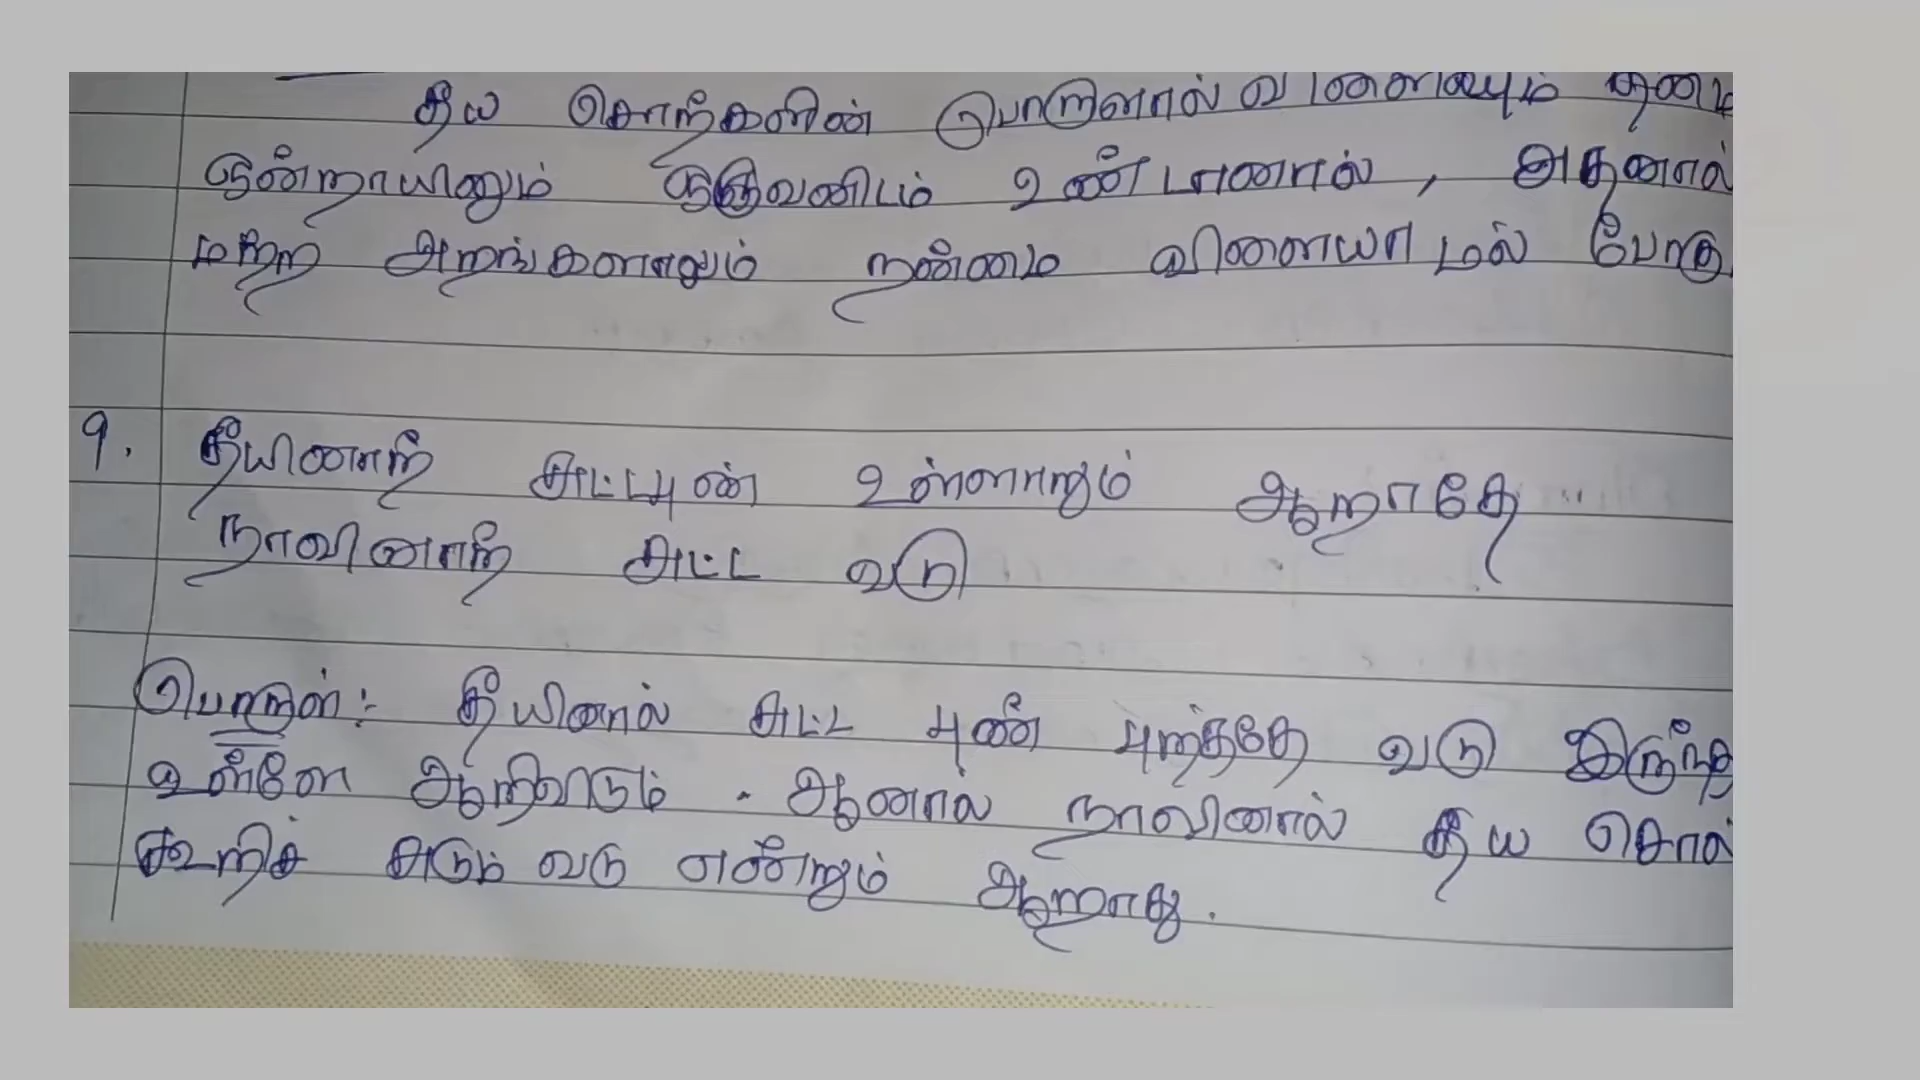 தீய சொற்களின் பொருளால் விளையும் தீமை
ஒன்றாயினும் ஒருவனிடம் உண்டானால், அதனால்
மற்ற அறங்களாலும் நன்மை விளையாமல் போகு
9. தீயினாற் சுட்டபுண் உள்ளாறும் ஆறாதே
நாவினாற் சுட்ட வடு
பொருள்:- தீயினால் சுட்ட புண் புறத்தே வடு இருந்த
உள்ளே ஆறிவிடும். ஆனால் நாவினால் தீய சொல்
கூறிச் சுடும் வடு என்றும் ஆறாது.